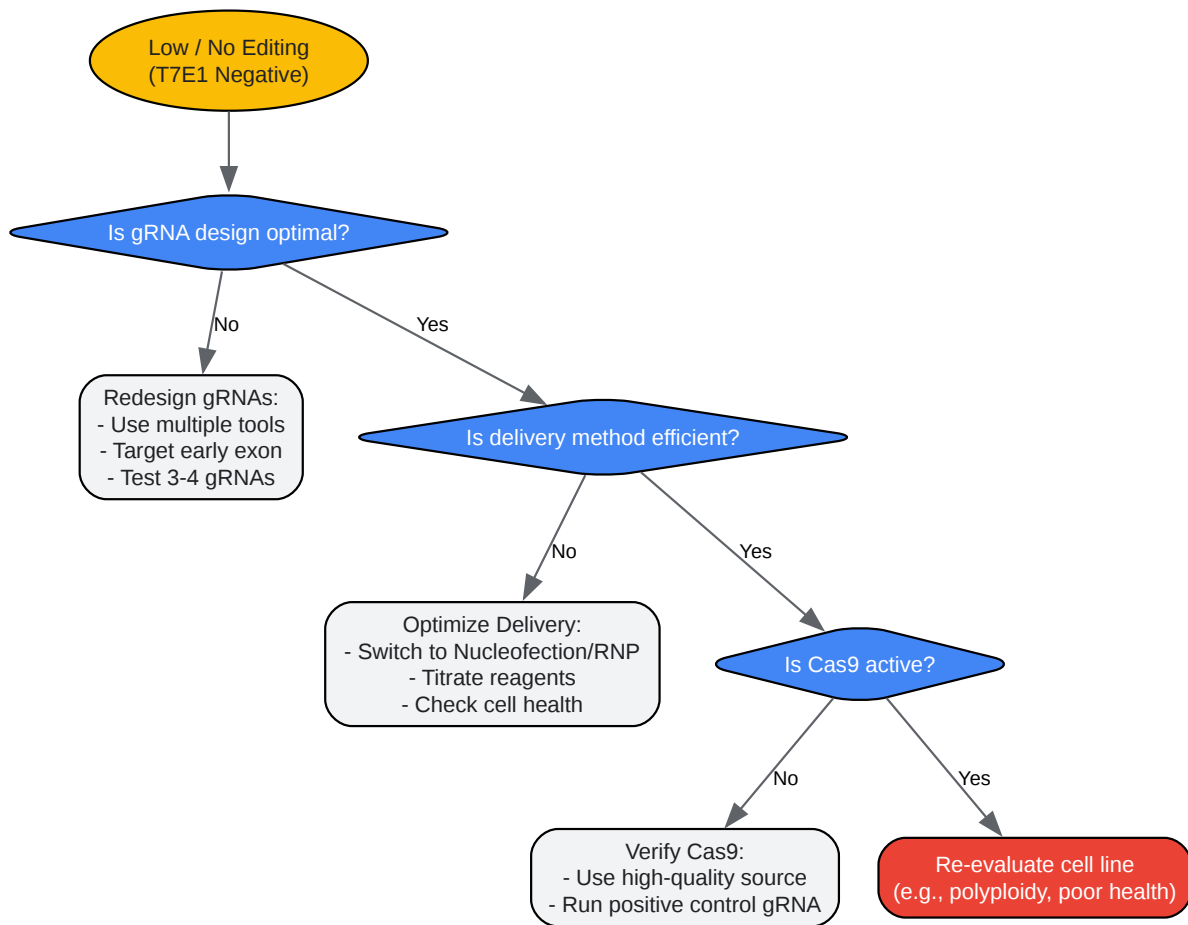 Low / No Editing
(T7E1 Negative)
Is gRNA design optimal?
No
Yes
Redesign gRNAs:
- Use multiple tools
- Target early exon
- Test 3-4 gRNAs
Is delivery method efficient?
No
Yes
Optimize Delivery:
- Switch to Nucleofection/RNP
- Titrate reagents
- Check cell health
Is Cas9 active?
No
Yes
Verify Cas9:
- Use high-quality source
- Run positive control gRNA
Re-evaluate cell line
(e.g., polyploidy, poor health)